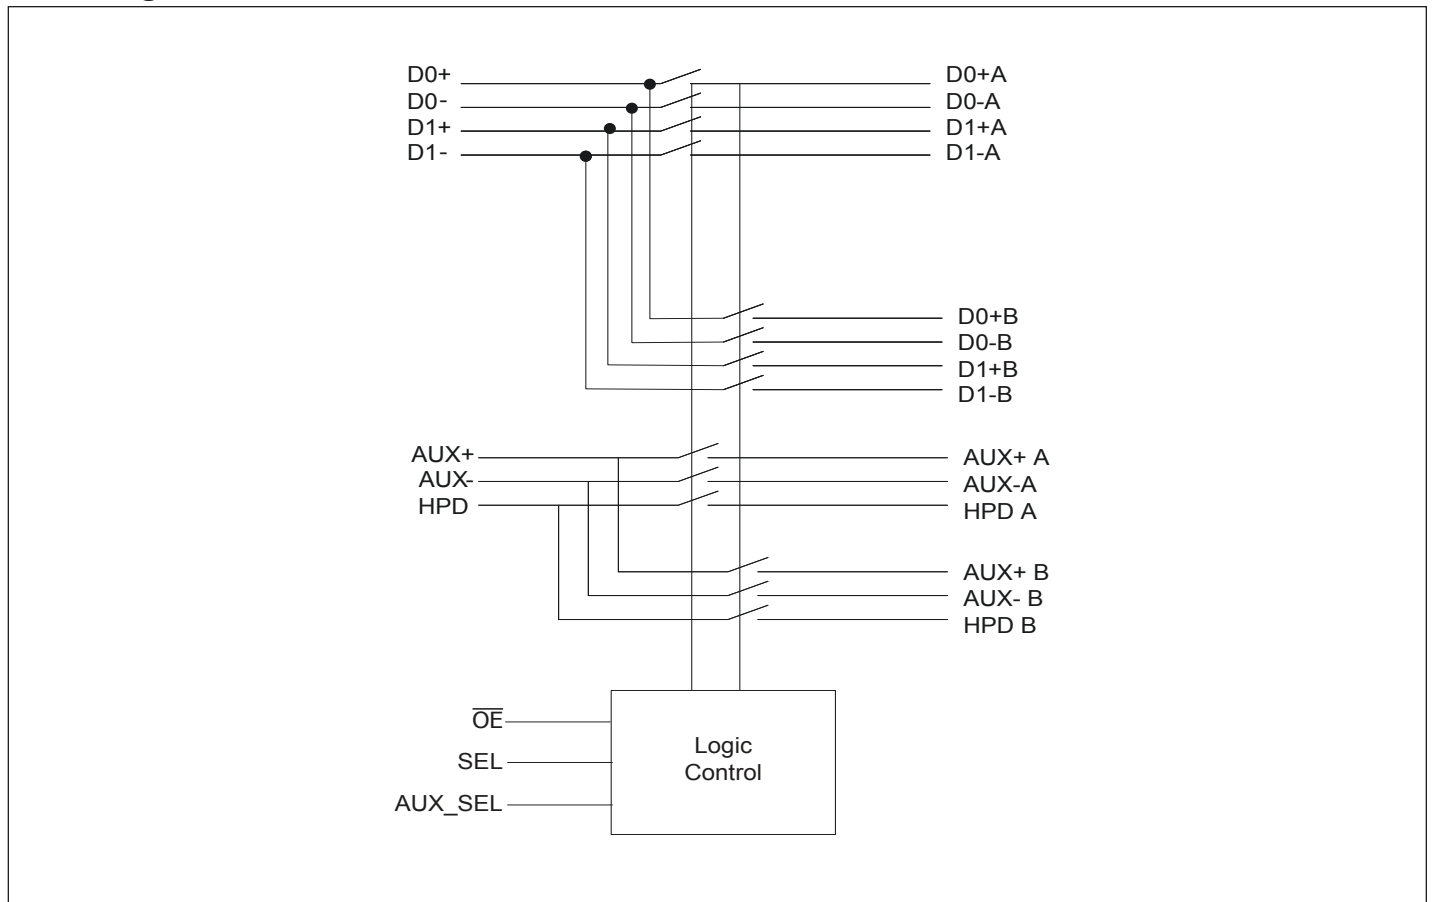 D0+
D0-
D1+
D1-
D0+A
D0-A
D1+A
D1-A
D0+B
D0-B
D1+B
D1-B
AUX+
AUX-
HPD
AUX+ A
AUX-A
HPD A
AUX+ B
AUX- B
HPD B
OE
SEL
AUX_SEL
Logic
Control